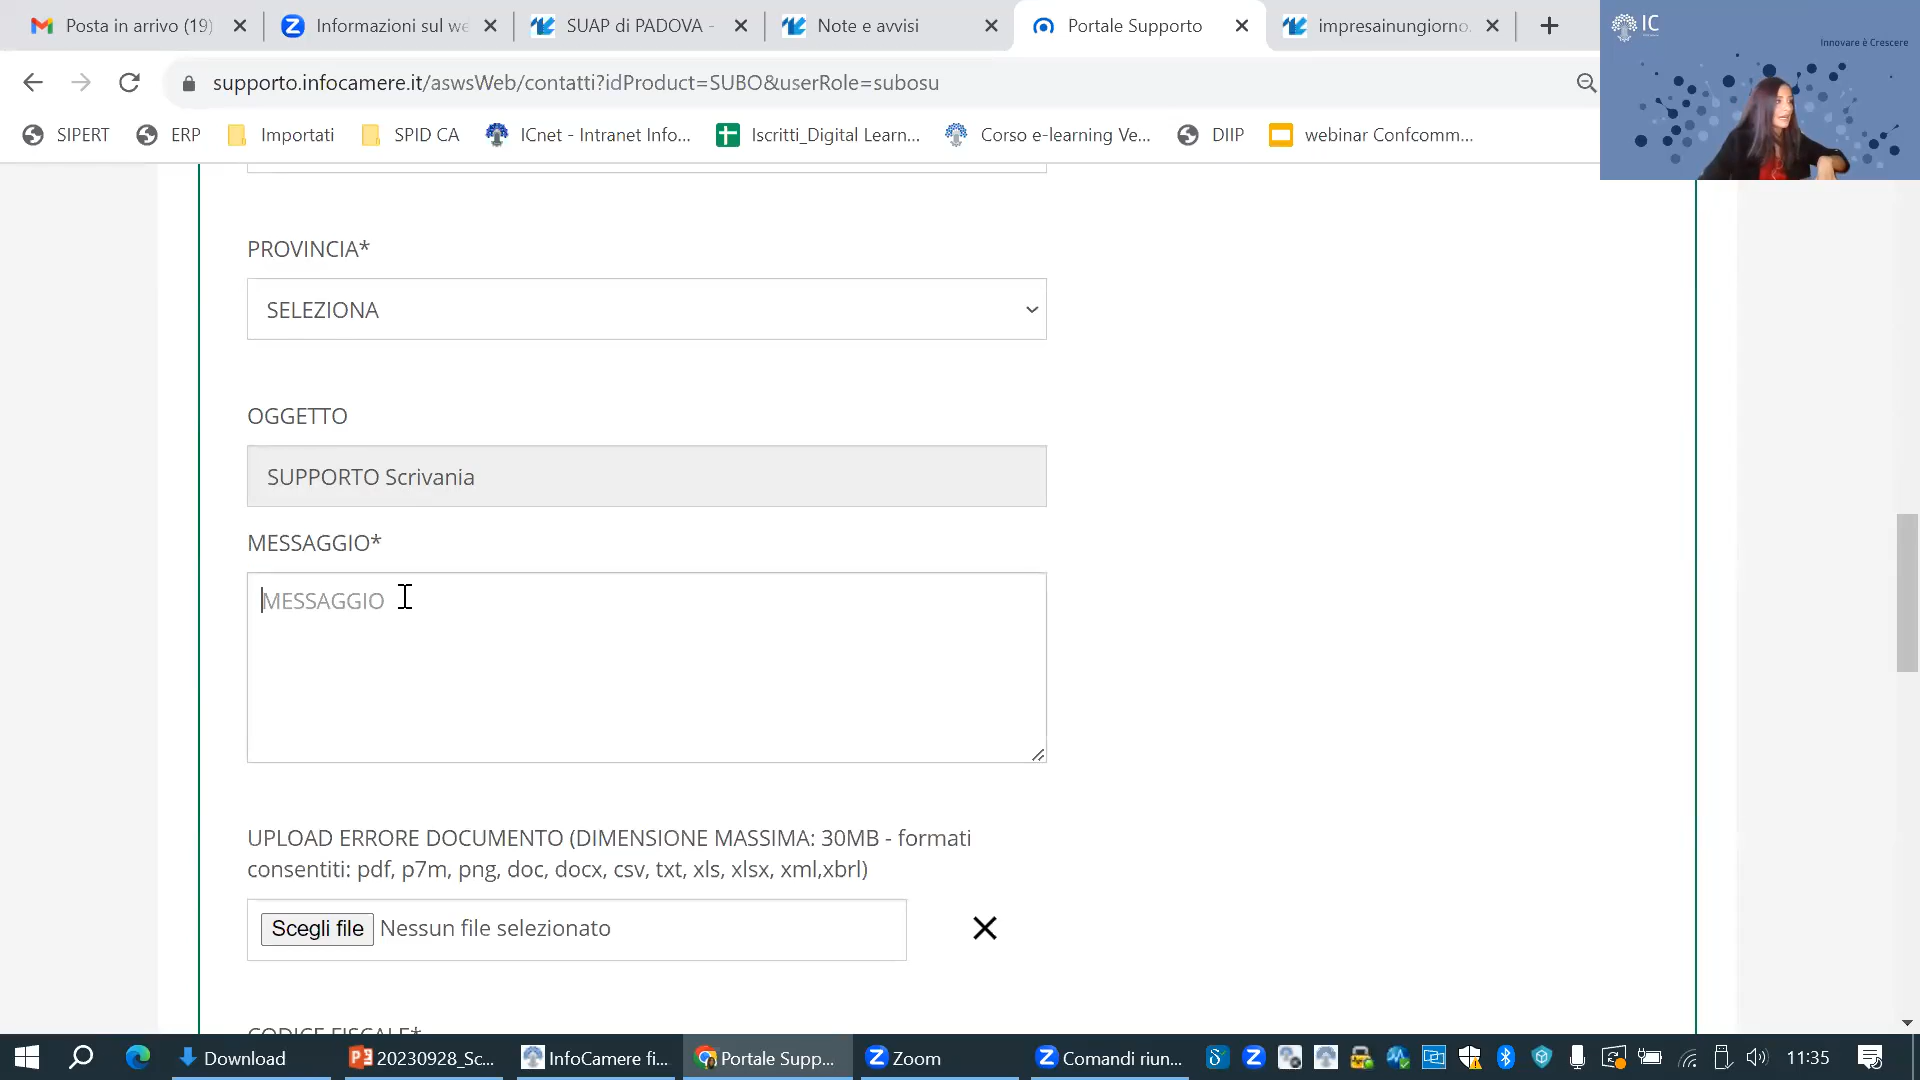 Posta in arrivo (19)
Informazioni sul we
SUAP di PADOVA -
Note e avvisi
Portale Supporto
impresainungiorno.
IC
Innovare è Crescere
supporto.infocamere.it/aswsWeb/contatti?idProduct=SUBO&userRole=subosu
SIPERT
ERP
Importati
SPID CA
ICnet - Intranet Info...
Iscritti_Digital Learn...
Corso e-learning Ve...
DIIP
webinar Confcomm...
PROVINCIA*
SELEZIONA
OGGETTO
SUPPORTO Scrivania
MESSAGGIO*
MESSAGGIO
UPLOAD ERRORE DOCUMENTO (DIMENSIONE MASSIMA: 30MB - formati
consentiti: pdf, p7m, png, doc, docx, csv, txt, xls, xlsx, xml,xbrl)
Scegli file Nessun file selezionato
CODICE FISCALE*
Download
20230928_Sc...
InfoCamere fi...
Portale Supp...
Zoom
Comandi riun...
11:35